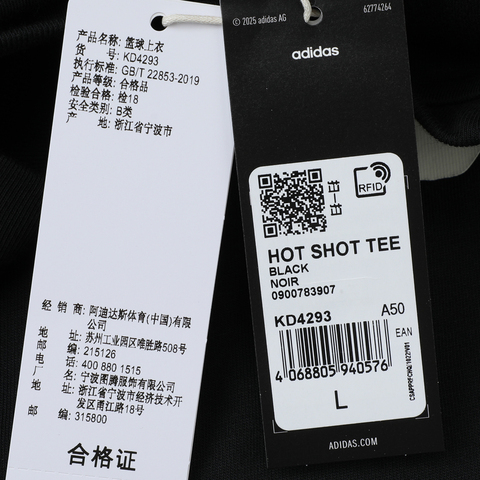 产品名称: 篮球上衣
货 号: KD4293
执行标准: GB/T 22853-2019
产品等级: 合格品
检验合格: 检18
安全类别: B类
产 地: 浙江省宁波市
经 销 商: 阿迪达斯体育(中国)有限
公司
地 址: 苏州工业园区唯胜路508号
邮 编: 215126
电 话: 400 880 1515
厂 名: 宁波图腾服饰有限公司
地 址: 浙江省宁波市经济技术开
发区甬江路18号
邮 编: 315800
合格证
© 2025 adidas AG
62774264
adidas
RFID
HOT SHOT TEE
BLACK
NOIR
0900783907
KD4293
A50
EAN
4 068805 940576
L
ADIDAS.COM